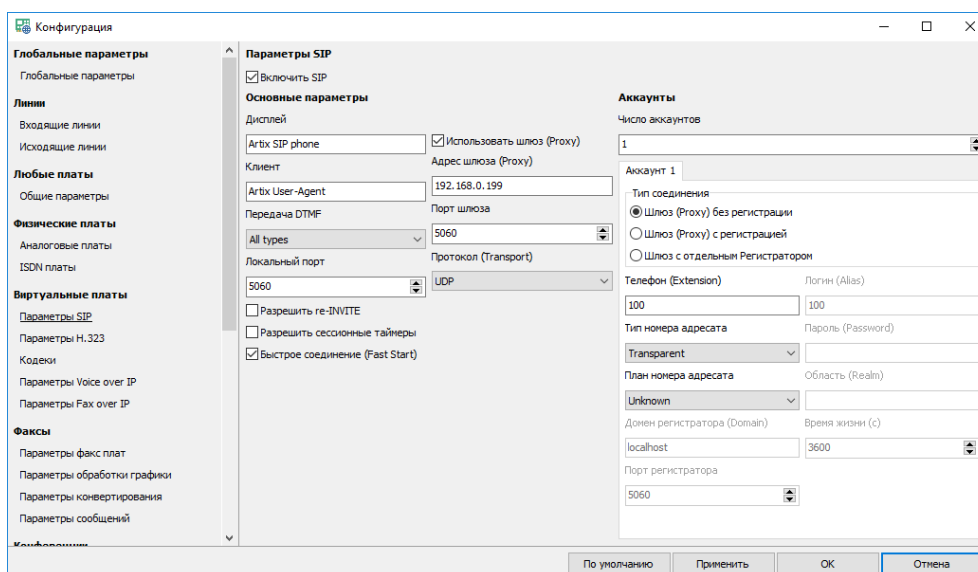 Конфигурация
Глобальные параметры
Глобальные параметры
Линии
Входящие линии
Исходящие линии
Любые платы
Общие параметры
Физические платы
Аналоговые платы
ISDN платы
Виртуальные платы
Параметры SIP
Параметры H.323
Кодеки
Параметры Voice over IP
Параметры Fax over IP
Факсы
Параметры факс плат
Параметры обработки графики
Параметры конвертирования
Параметры сообщений
Конференции
Параметры SIP
Включить SIP
Основные параметры
Дисплей
Artix SIP phone
Клиент
Artix User-Agent
Передача DTMF
All types
Локальный порт
5060
Разрешить re-INVITE
Разрешить сессионные таймеры
Быстрое соединение (Fast Start)
Использовать шлюз (Proxy)
Адрес шлюза (Proxy)
192.168.0.199
Порт шлюза
5060
Протокол (Transport)
UDP
Аккаунты
Число аккаунтов
1
Аккаунт 1
Тип соединения
Шлюз (Proxy) без регистрации
Шлюз (Proxy) с регистрацией
Шлюз с отдельным Регистратором
Телефон (Extension) Логин (Alias)
100 100
Тип номера адресата Пароль (Password)
Transparent
План номера адресата Область (Realm)
Unknown
Домен регистратора (Domain) Время жизни (с)
localhost 3600
Порт регистратора
5060
По умолчанию Применить OK Отмена